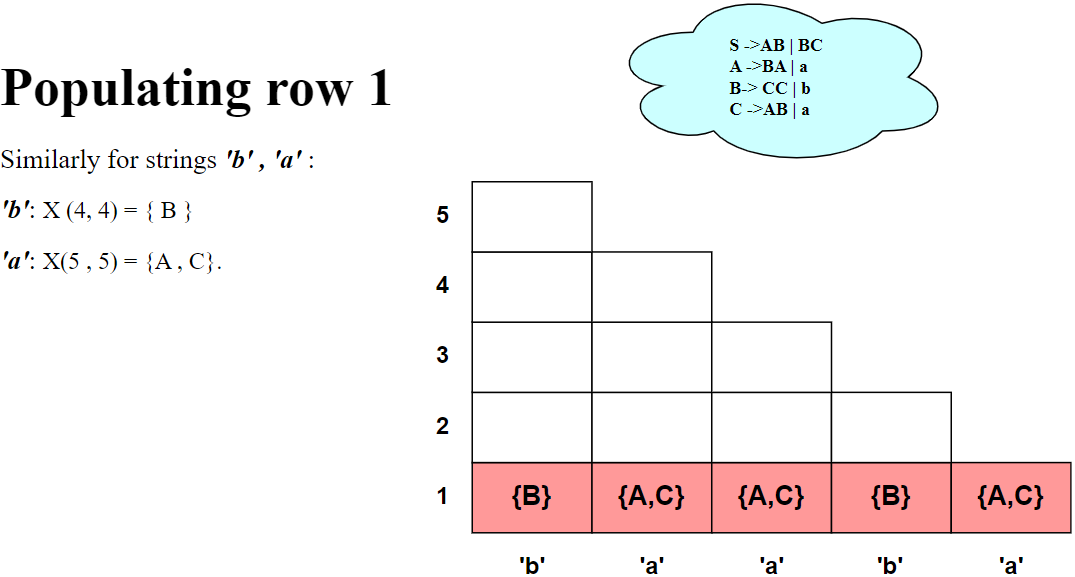 S ->AB | BC
A ->BA | a
B-> CC | b
C ->AB | a
Populating row 1
Similarly for strings 'b' , 'a' :
'b': X (4, 4) = { B }
'a': X(5 , 5) = {A , C}.
5
4
3
2
1 {B} {A,C} {A,C} {B} {A,C}
'b' 'a' 'a' 'b' 'a'